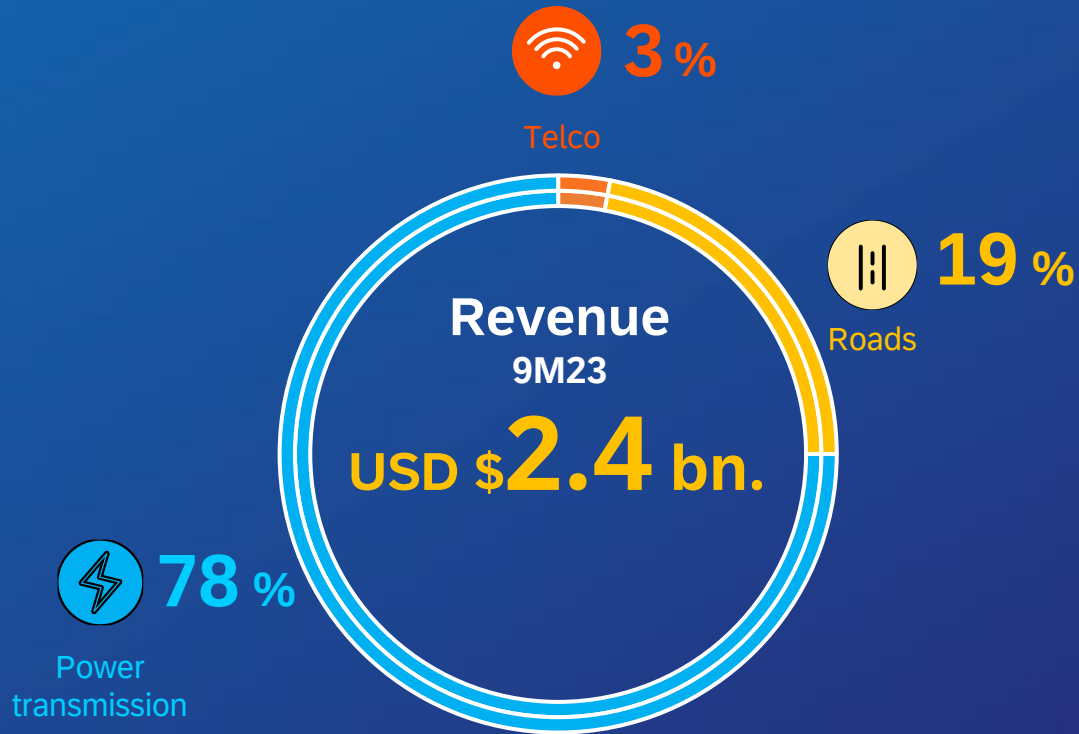 3 %
Telco
19 %
Roads
Revenue
9M23
USD $2.4 bn.
78 %
Power
transmission